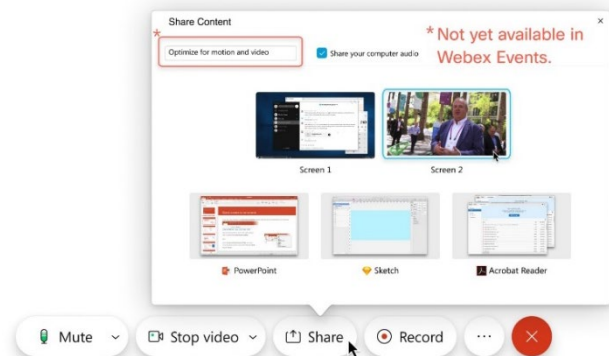 Share Content
*
Optimize for motion and video
Share your computer audio
*Not yet available in
Webex Events.
Screen 1
Screen 2
PowerPoint
Sketch
Acrobat Reader
Mute
Stop video
Share
Record